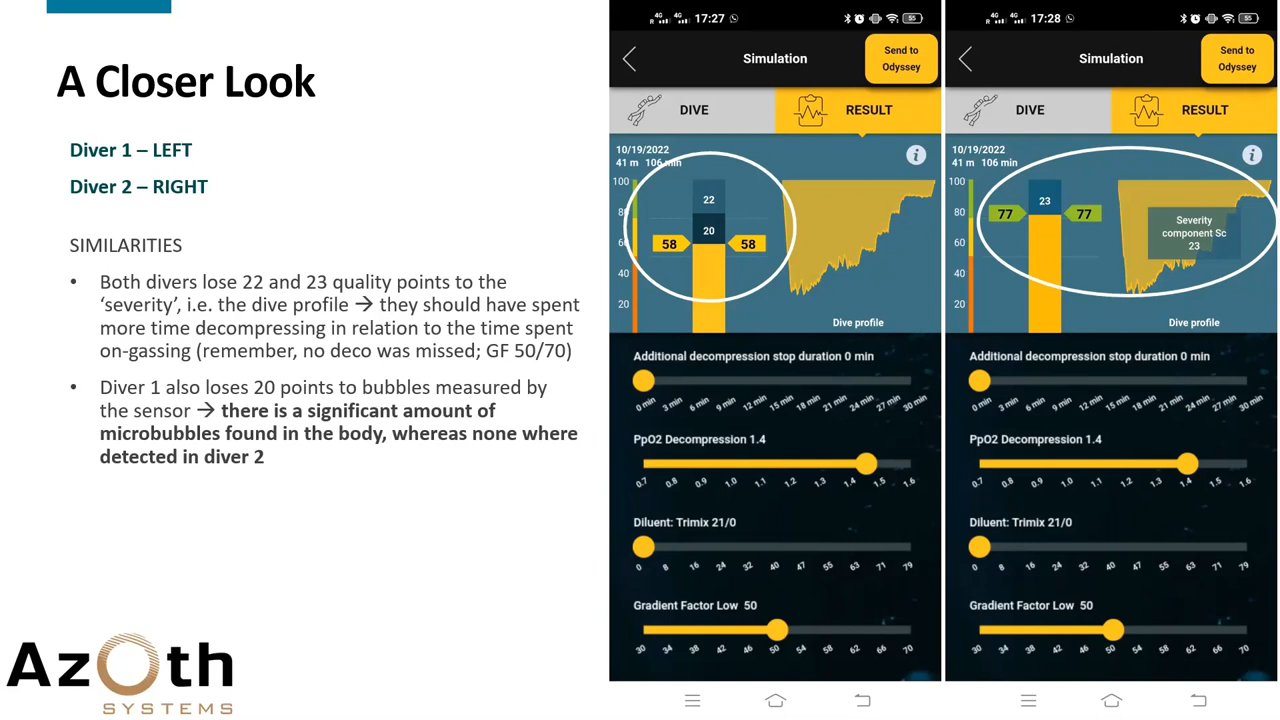 A Closer Look
Diver 1 – LEFT
Diver 2 – RIGHT
SIMILARITIES
• Both divers lose 22 and 23 quality points to the
‘severity’, i.e. the dive profile → they should have spent
more time decompressing in relation to the time spent
on-gassing (remember, no deco was missed; GF 50/70)
• Diver 1 also loses 20 points to bubbles measured by
the sensor → there is a significant amount of
microbubbles found in the body, whereas none where
detected in diver 2
AzOth
SYSTEMS
R 4G 4G 17:27 55
Simulation
Send to
Odyssey
DIVE
RESULT
10/19/2022
41 m 106 min
i
100
80
60
40
20
22
20
58 58
Dive profile
Additional decompression stop duration 0 min
0 min 3 min 6 min 9 min 12 min 15 min 18 min 21 min 24 min 27 min 30 min
PpO2 Decompression 1.4
0.7 0.8 0.9 1.0 1.1 1.2 1.3 1.4 1.5 1.6
Diluent: Trimix 21/0
0 8 16 24 32 40 47 55 63 71 79
Gradient Factor Low 50
30 34 38 42 46 50 54 58 62 66 70
R 4G 4G 17:28 55
Simulation
Send to
Odyssey
DIVE
RESULT
10/19/2022
41 m 106 min
i
100
80
60
40
20
23
77 77
Severity
component Sc
23
Dive profile
Additional decompression stop duration 0 min
0 min 3 min 6 min 9 min 12 min 15 min 18 min 21 min 24 min 27 min 30 min
PpO2 Decompression 1.4
0.7 0.8 0.9 1.0 1.1 1.2 1.3 1.4 1.5 1.6
Diluent: Trimix 21/0
0 8 16 24 32 40 47 55 63 71 79
Gradient Factor Low 50
30 34 38 42 46 50 54 58 62 66 70